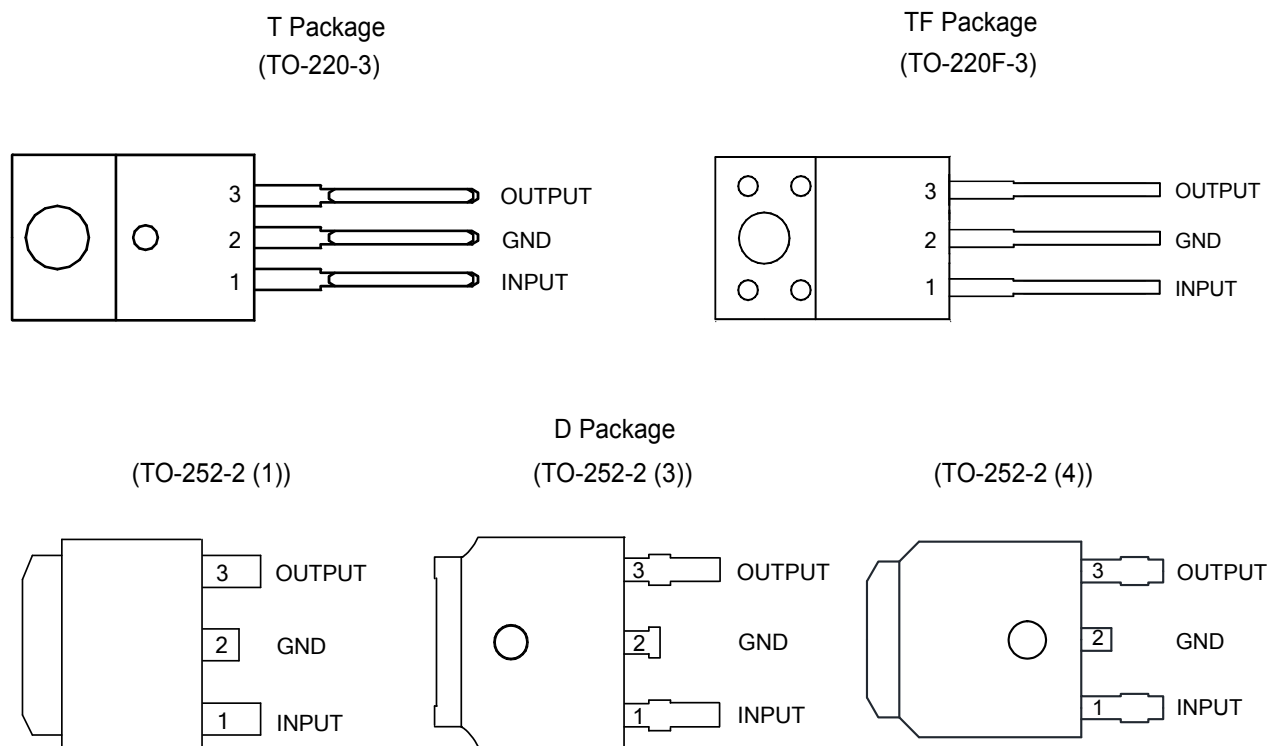 T Package
(TO-220-3)
TF Package
(TO-220F-3)
3 OUTPUT
2 GND
1 INPUT
3 OUTPUT
2 GND
1 INPUT
D Package
(TO-252-2 (1))
(TO-252-2 (3))
(TO-252-2 (4))
3 OUTPUT
2 GND
1 INPUT
3 OUTPUT
2 GND
1 INPUT
3 OUTPUT
2 GND
1 INPUT